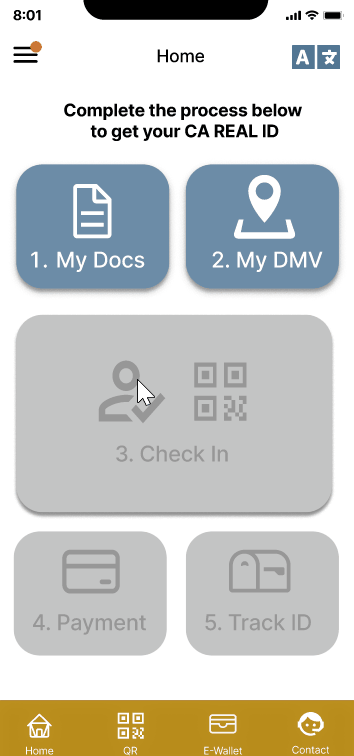 8:01
Home
A 文
Complete the process below
to get your CA REAL ID
1. My Docs
2. My DMV
3. Check In
4. Payment
5. Track ID
Home
QR
E-Wallet
Contact